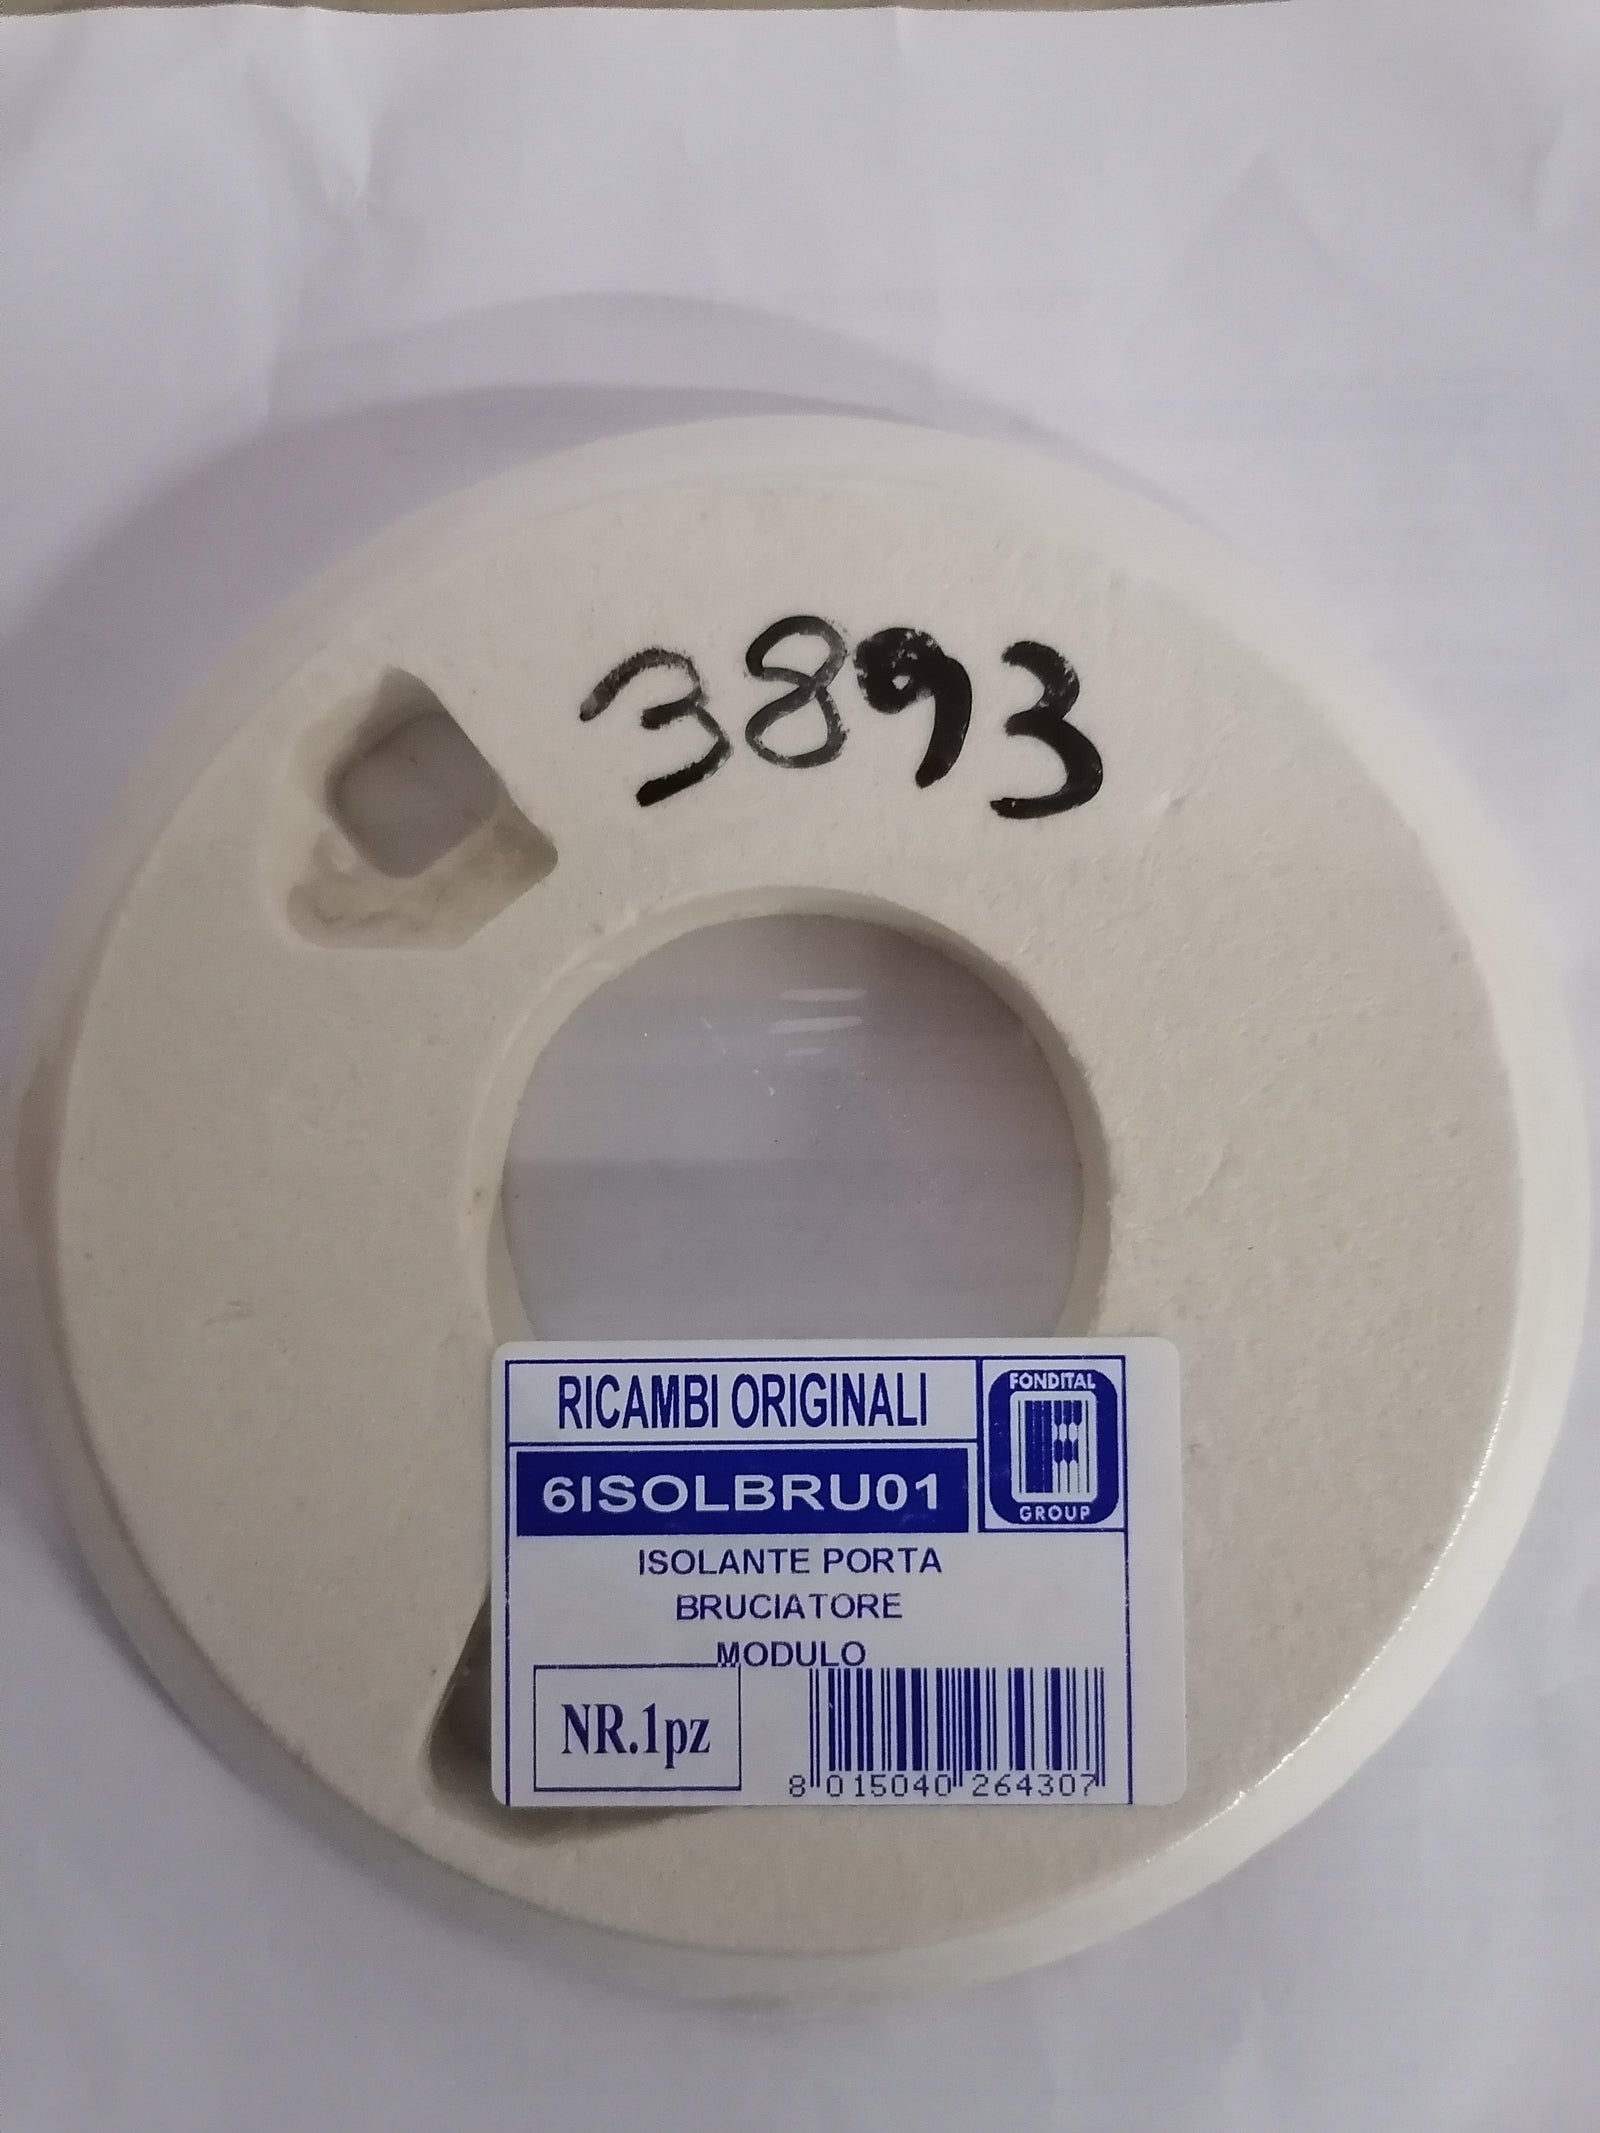 3893
RICAMBI ORIGINALI
FONDITAL
GROUP
6ISOLBRU01
ISOLANTE PORTA
BRUCIATORE
MODULO
NR.1pz
8 015040 264307